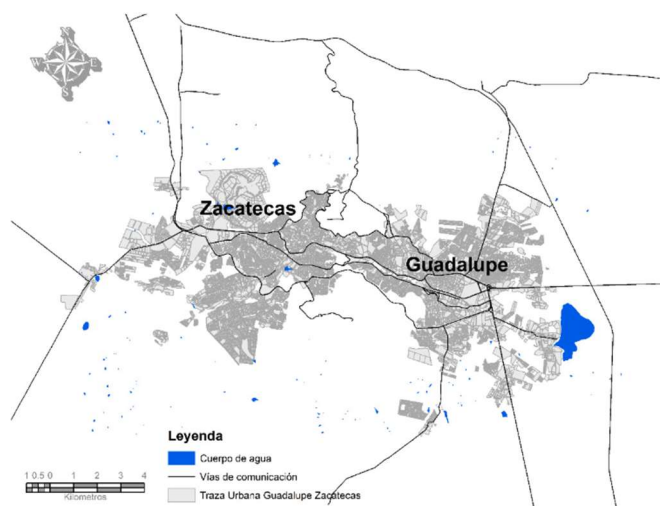 Zacatecas
Guadalupe
Leyenda
Cuerpo de agua
Vías de comunicación
Traza Urbana Guadalupe Zacatecas
1 0.5 0 1 2 3 4
Kilometros